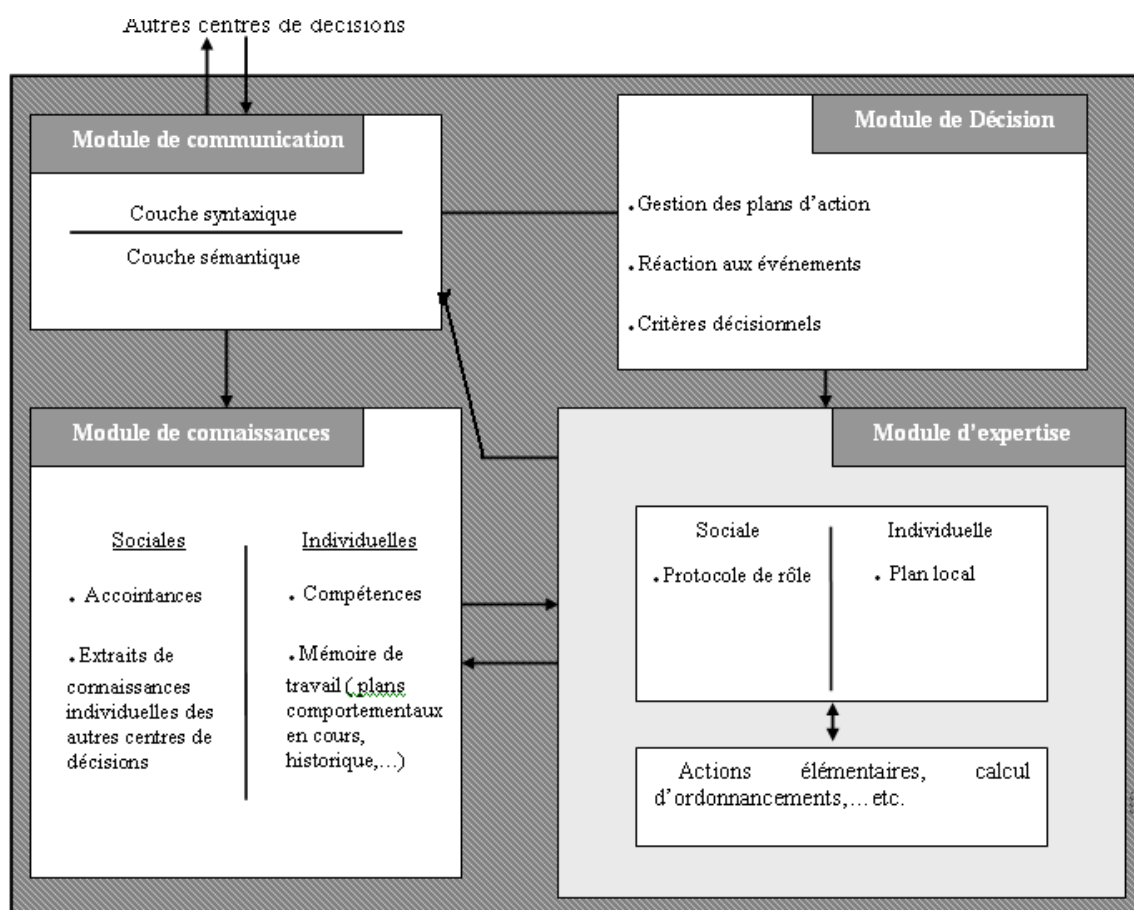 Autres centres de décisions
Module de communication
Couche syntaxique
Couche sémantique
Module de Décision
.Gestion des plans d'action
.Réaction aux événements
.Critères décisionnels
Module de connaissances
Sociales
. Accointances
.Extraits de
connaissances
individuelles des
autres centres de
décisions
Individuelles
. Compétences
.Mémoire de
travail ( plans
comportementaux
en cours,
historique,...)
Module d'expertise
Sociale
.Protocole de rôle
Individuelle
. Plan local
Actions élémentaires, calcul
d'ordonnancements,... etc.